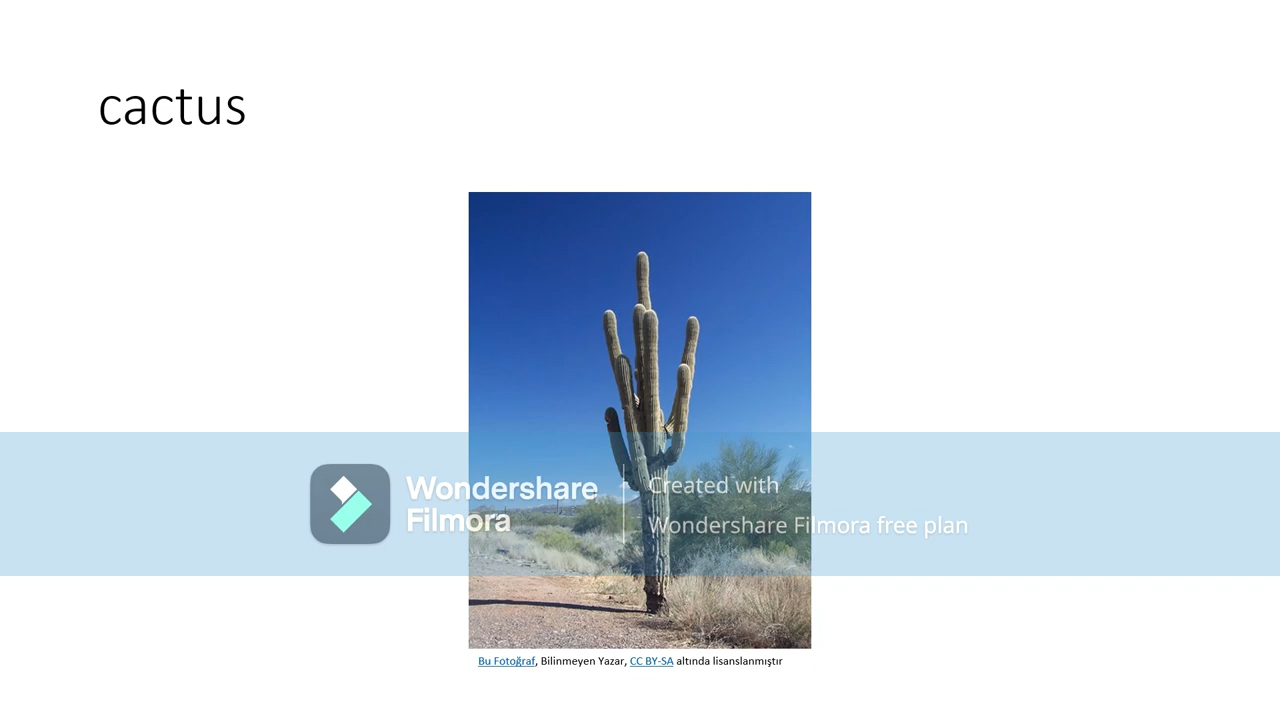 cactus
Wondershare
Filmora
Created with
Wondershare Filmora free plan
Bu Fotoğraf, Bilinmeyen Yazar, CC BY-SA altında lisanslanmıştır